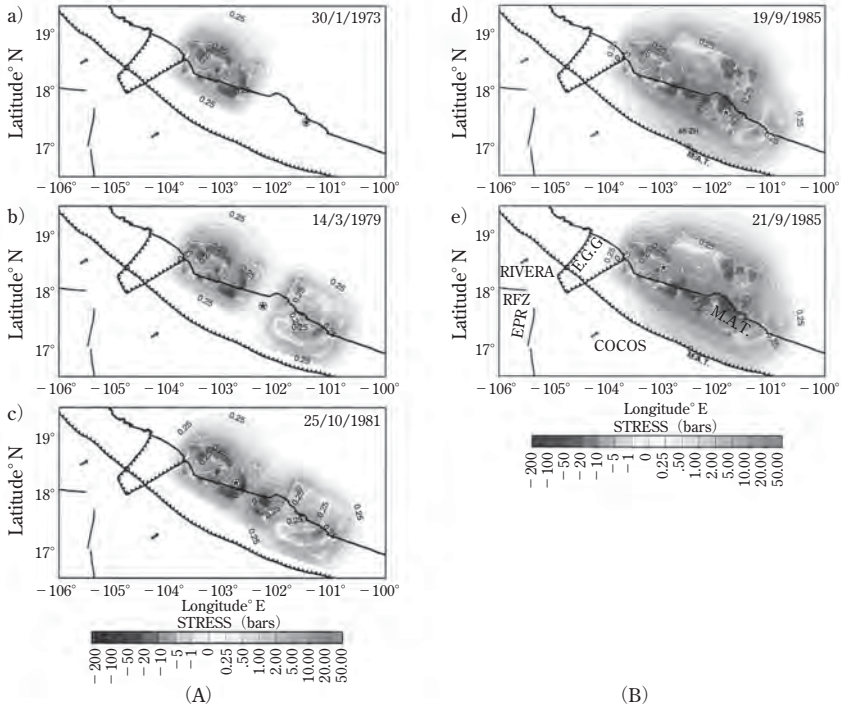 a)
30/1/1973
Latitude° N
19°
18°
17°
0.25
0.25
−106° −105° −104° −103° −102° −101° −100°
b)
14/3/1979
Latitude° N
19°
18°
17°
0.25
0.25
0.25
0.25
0.25
−106° −105° −104° −103° −102° −101° −100°
c)
25/10/1981
Latitude° N
19°
18°
17°
0.25
0.25
0.25
0.25
0.25
−106° −105° −104° −103° −102° −101° −100°
Longitude° E
STRESS (bars)
−200 −100 −50 −20 −10 −5 −1 0 0.25 .50 1.00 2.00 5.00 10.00 20.00 50.00
(A)
d)
19/9/1985
Latitude° N
19°
18°
17°
0.25
0.25
0.25
M.A.T.
−106° −105° −104° −103° −102° −101° −100°
e)
21/9/1985
Latitude° N
19°
18°
17°
0.25
0.25
0.25
RIVERA
E.G.G.
RFZ
EPR
COCOS
M.A.T.
M.A.T.
−106° −105° −104° −103° −102° −101° −100°
Longitude° E
STRESS (bars)
−200 −100 −50 −20 −10 −5 −1 0 0.25 .50 1.00 2.00 5.00 10.00 20.00 50.00
(B)